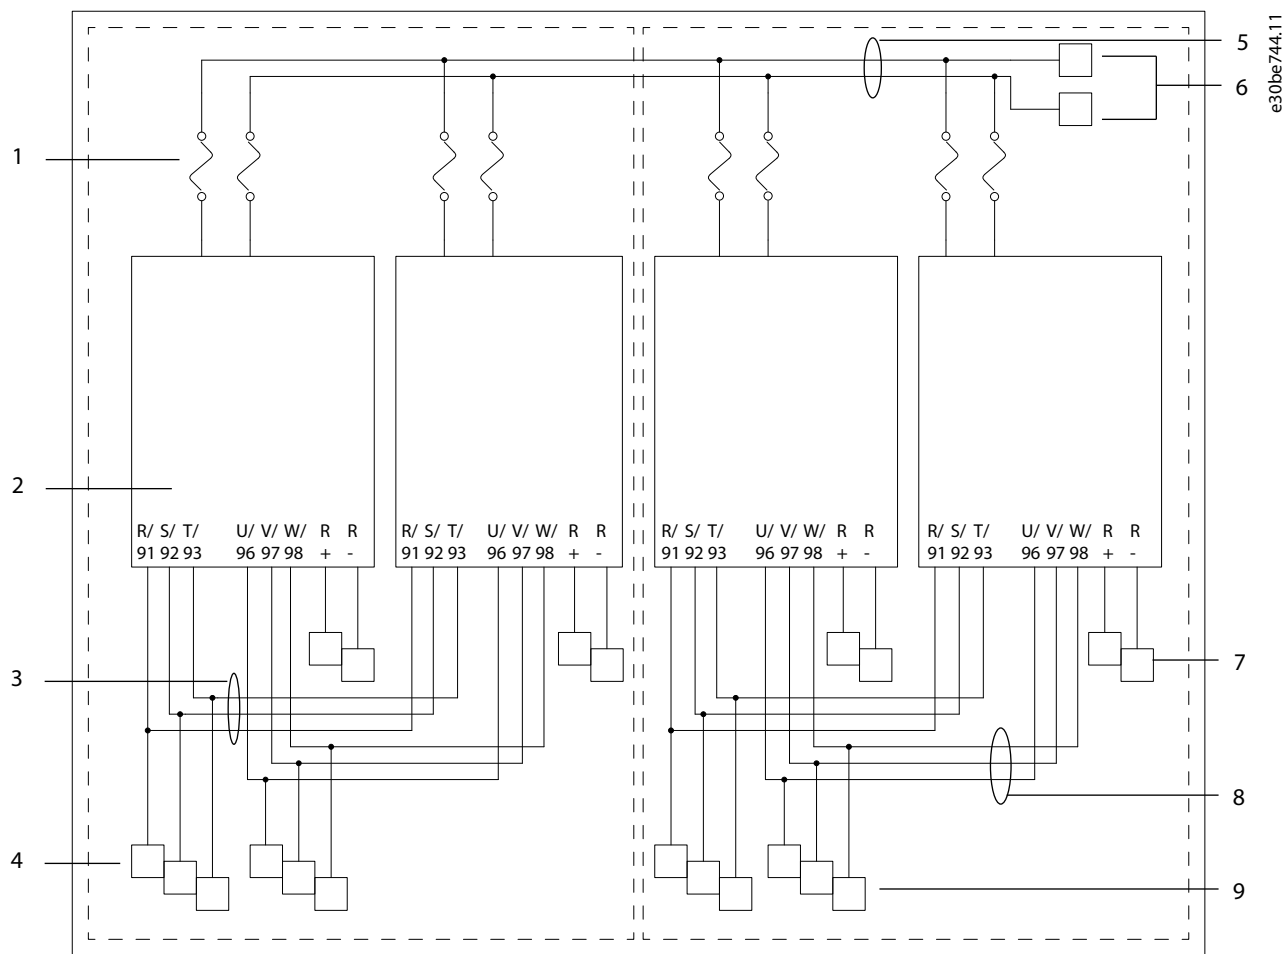 5
e30be744.11
6
1
2
R/ S/ T/ U/ V/ W/ R R
91 92 93 96 97 98 + -
R/ S/ T/ U/ V/ W/ R R
91 92 93 96 97 98 + -
R/ S/ T/ U/ V/ W/ R R
91 92 93 96 97 98 + -
R/ S/ T/ U/ V/ W/ R R
91 92 93 96 97 98 + -
3
7
8
4
9